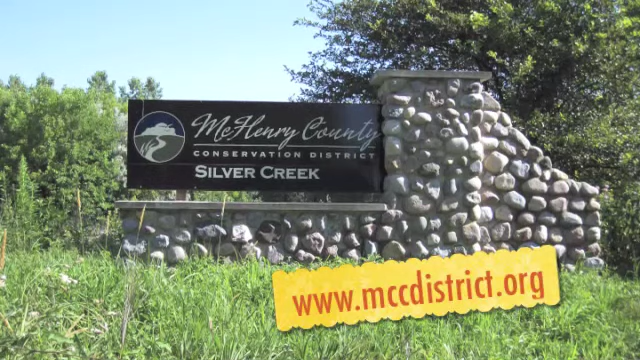 McHenry County
CONSERVATION DISTRICT
SILVER CREEK
www.mccdistrict.org